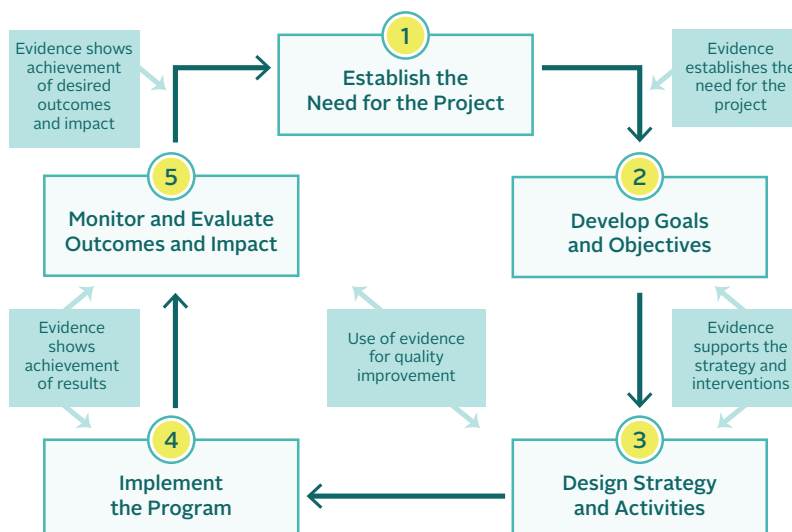 1
Establish the
Need for the Project
Evidence shows
achievement
of desired
outcomes
and impact
Evidence
establishes the
need for the
project
5
Monitor and Evaluate
Outcomes and Impact
2
Develop Goals
and Objectives
Evidence
shows
achievement
of results
Use of evidence
for quality
improvement
Evidence
supports the
strategy and
interventions
4
Implement
the Program
3
Design Strategy
and Activities